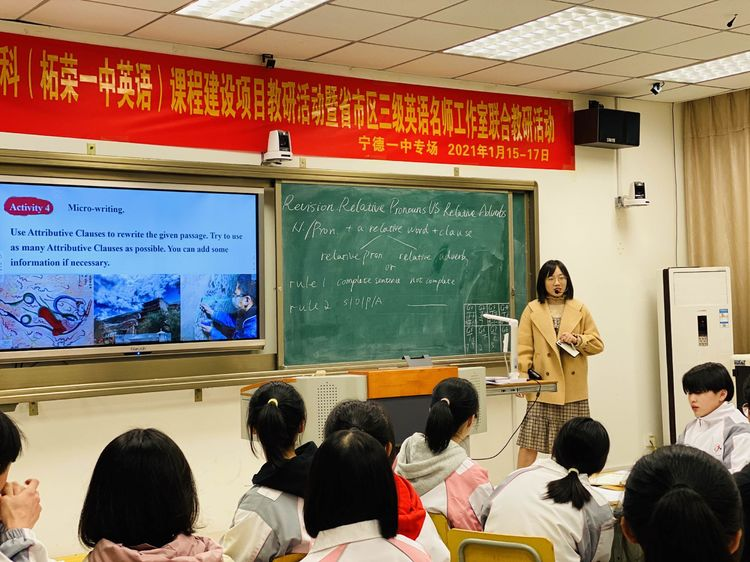 科（柘荣一中英语）课程建设项目教研活动暨省市区三级英语名师工作室联合教研活动
宁德一中专场 2021年1月15-17日
Activity 4 Micro-writing.
Use Attributive Clauses to rewrite the given passage. Try to use
as many Attributive Clauses as possible. You can add some
information if necessary.
Revision Relative Pronouns VS Relative Adverbs
N/Pron. + a relative word + clause
relative pron relative adverb
or
rule 1 complete sentence not complete
rule 2 S/O/P/A